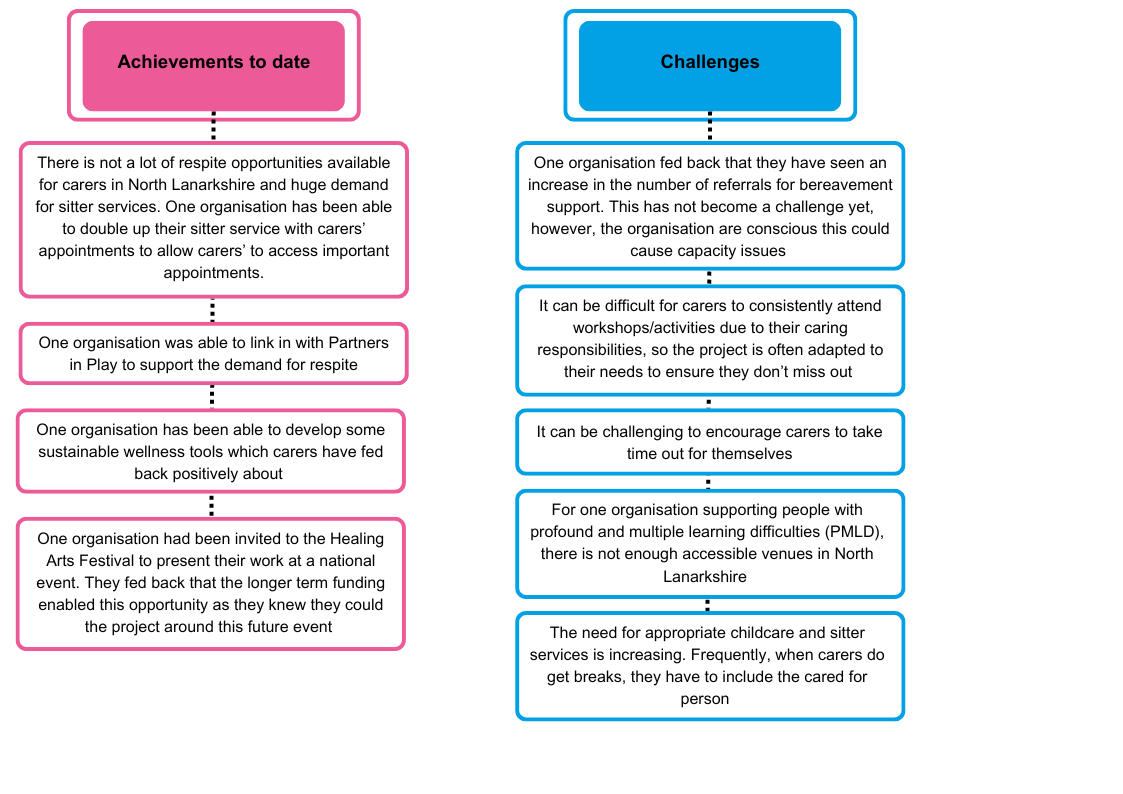 Achievements to date
There is not a lot of respite opportunities available
for carers in North Lanarkshire and huge demand
for sitter services. One organisation has been able
to double up their sitter service with carers’
appointments to allow carers’ to access important
appointments.
One organisation was able to link in with Partners
in Play to support the demand for respite
One organisation has been able to develop some
sustainable wellness tools which carers have fed
back positively about
One organisation had been invited to the Healing
Arts Festival to present their work at a national
event. They fed back that the longer term funding
enabled this opportunity as they knew they could
the project around this future event
Challenges
One organisation fed back that they have seen an
increase in the number of referrals for bereavement
support. This has not become a challenge yet,
however, the organisation are conscious this could
cause capacity issues
It can be difficult for carers to consistently attend
workshops/activities due to their caring
responsibilities, so the project is often adapted to
their needs to ensure they don’t miss out
It can be challenging to encourage carers to take
time out for themselves
For one organisation supporting people with
profound and multiple learning difficulties (PMLD),
there is not enough accessible venues in North
Lanarkshire
The need for appropriate childcare and sitter
services is increasing. Frequently, when carers do
get breaks, they have to include the cared for
person